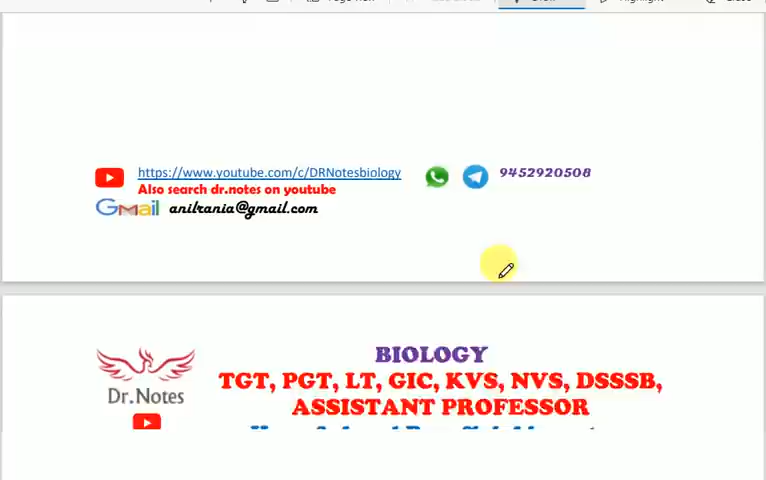 https://www.youtube.com/c/DRNotesbiology
9452920508
Also search dr.notes on youtube
GMail anilrania@gmail.com
BIOLOGY
TGT, PGT, LT, GIC, KVS, NVS, DSSSB,
Dr.Notes
ASSISTANT PROFESSOR